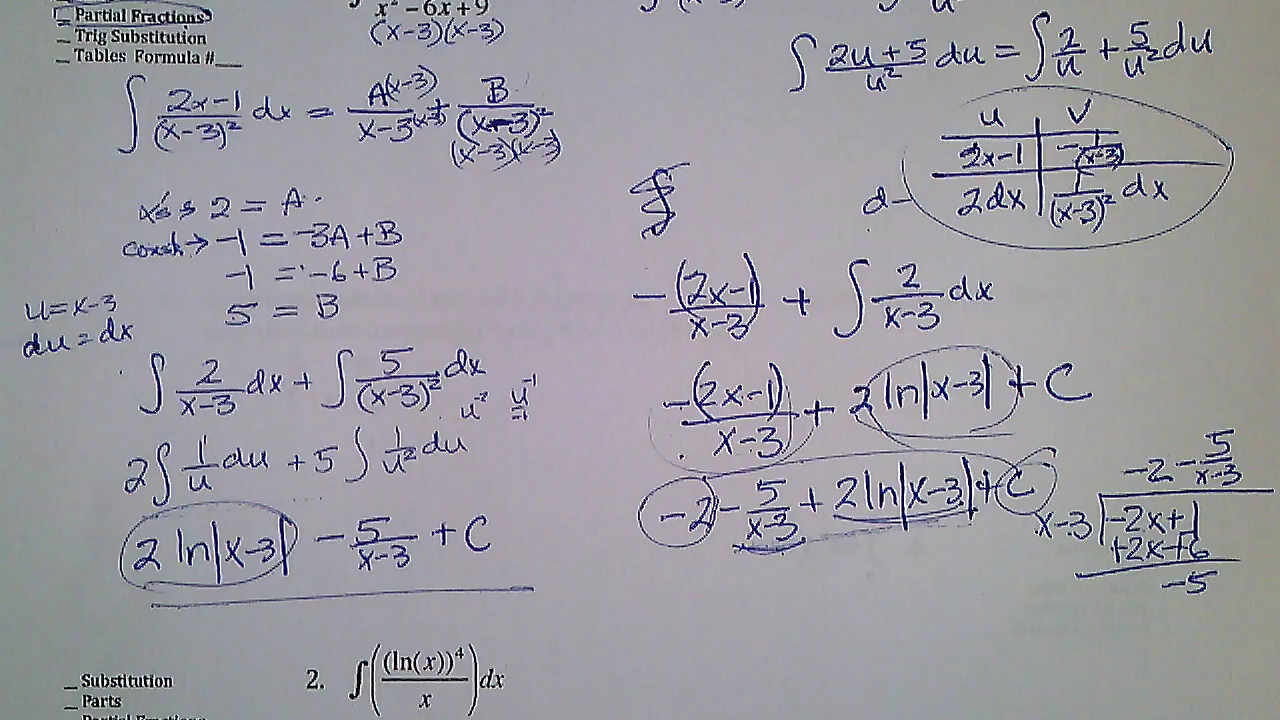 _ Partial Fractions
_ Trig Substitution
_ Tables Formula #___
x² - 6x + 9
(x-3)(x-3)
∫ (2x-1)/(x-3)² dx = A(x-3)/(x-3)(x-3) + B/(x-3)²
(x-3)(x-3)
x's 2 = A
const → -1 = -3A + B
-1 = -6 + B
5 = B
u = x-3
du = dx
∫ 2/(x-3) dx + ∫ 5/(x-3)² dx
u⁻² u⁻¹/-1
2∫ 1/u du + 5∫ 1/u² du
2 ln|x-3| - 5/(x-3) + C
∫ (2u+5)/u² du = ∫ 2/u + 5/u² du
u v
2x-1 -1/(x-3)
d- 2dx 1/(x-3)² dx
-(2x-1)/(x-3) + ∫ 2/(x-3) dx
-(2x-1)/(x-3) + 2 ln|x-3| + C
-2 - 5/(x-3) + 2 ln|x-3| + C
-2 - 5/(x-3)
x-3 -2x+1
+2x+6
-5
_ Substitution
_ Parts
_ Partial Fractions
2. ∫((ln(x))⁴/x)dx